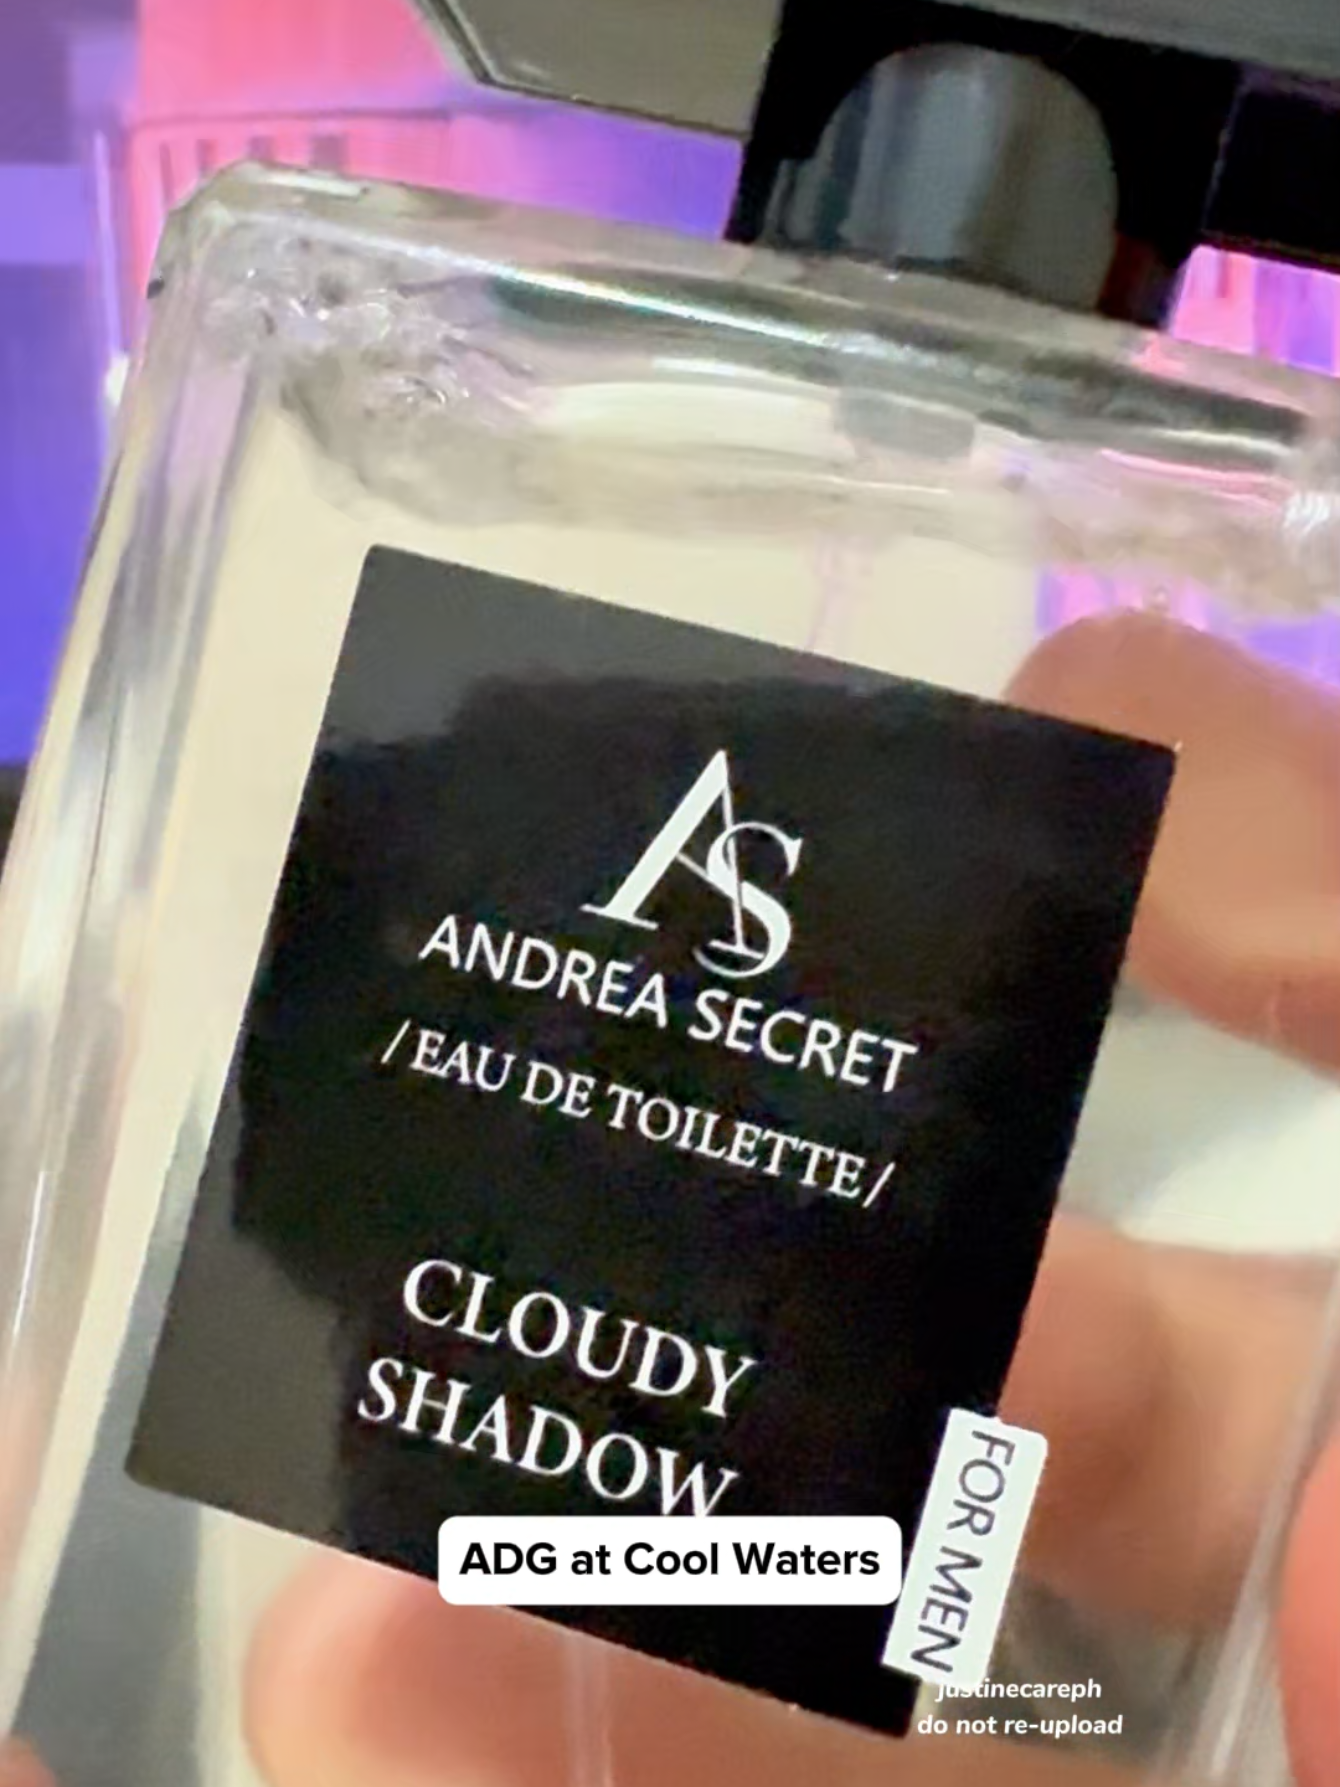 AS
ANDREA SECRET
/ EAU DE TOILETTE /
CLOUDY
SHADOW
ADG at Cool Waters
FOR MEN
justinecareph
do not re-upload